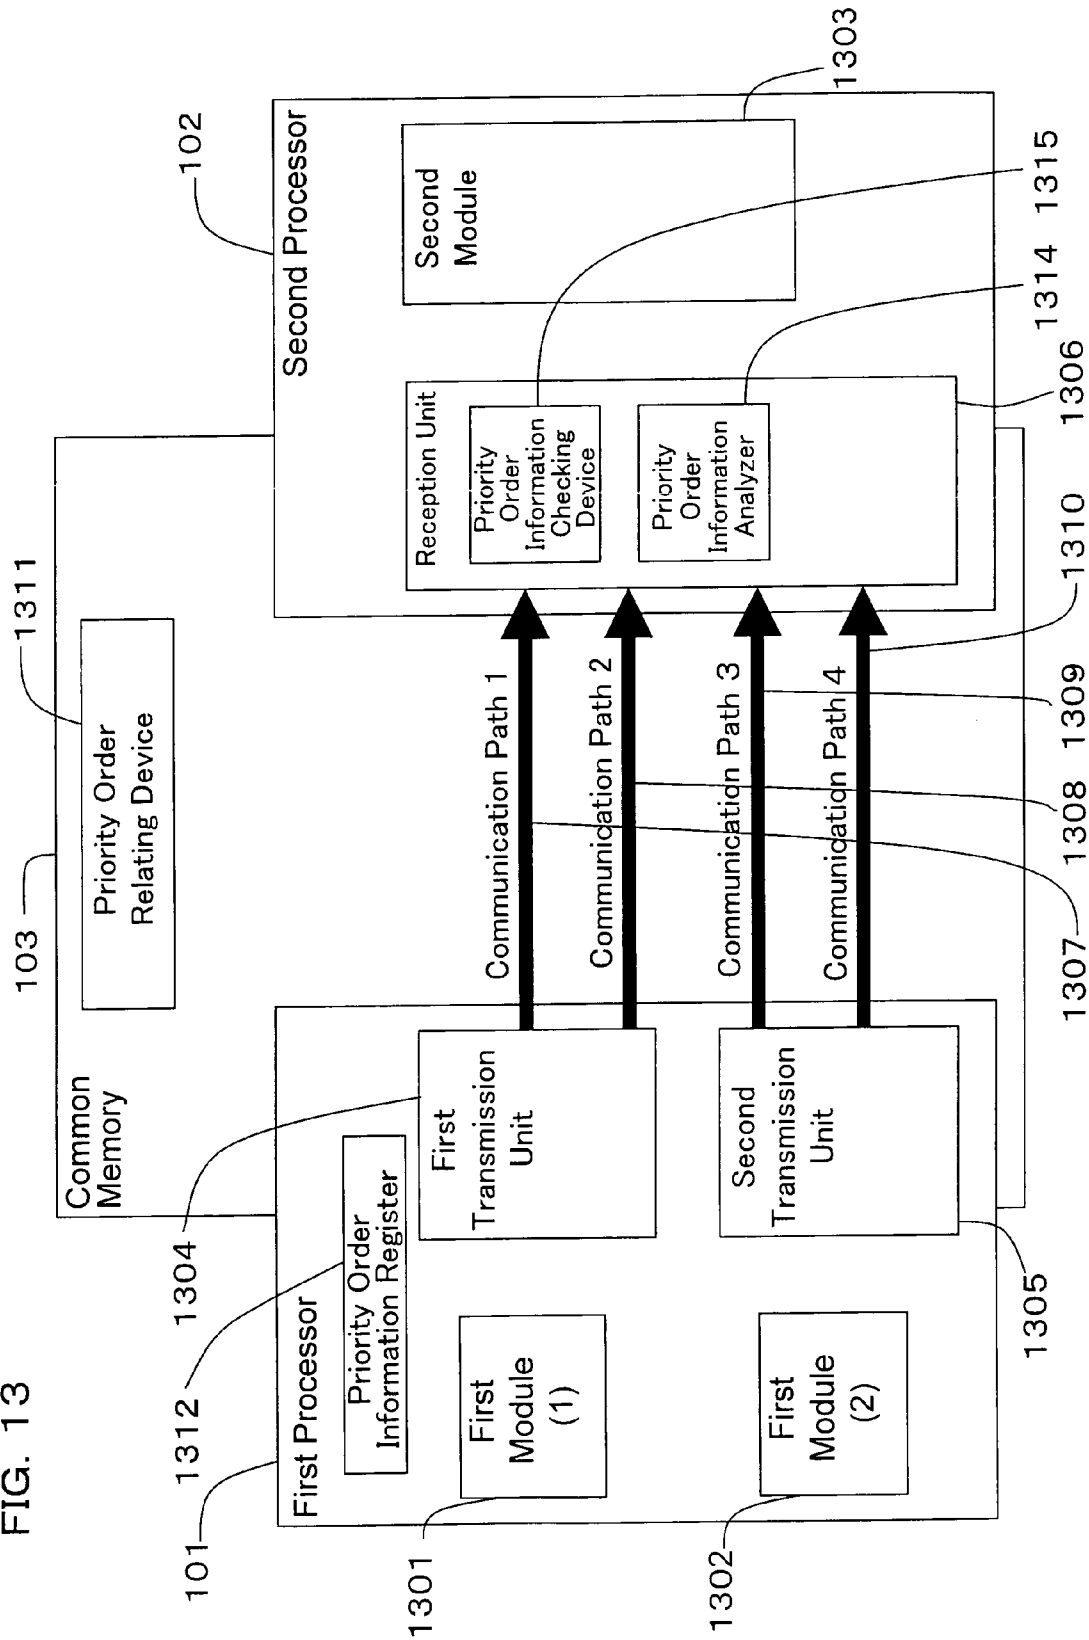 FIG. 13
103
Common
Memory
1311
Priority Order
Relating Device
101
First Processor
1312
Priority Order
Information Register
1304
First
Transmission
Unit
1301
First
Module
(1)
1302
First
Module
(2)
Second
Transmission
Unit
1305
Communication Path 1
Communication Path 2
Communication Path 3
Communication Path 4
1307
1308
1309
1310
102
Second Processor
Reception Unit
Priority
Order
Information
Checking
Device
Priority
Order
Information
Analyzer
Second
Module
1303
1315
1314
1306